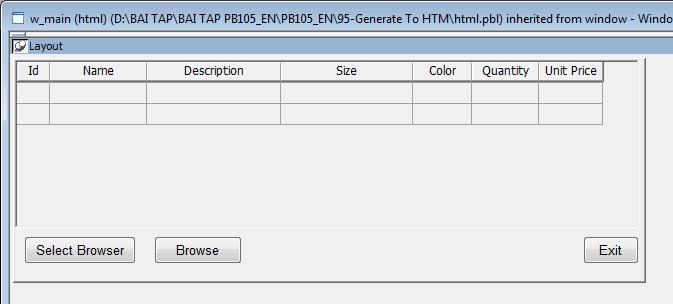 w_main (html) (D:\BAI TAP\BAI TAP PB105_EN\PB105_EN\95-Generate To HTM\html.pbl) inherited from window - Windo
Layout
Id Name Description Size Color Quantity Unit Price
Select Browser Browse Exit